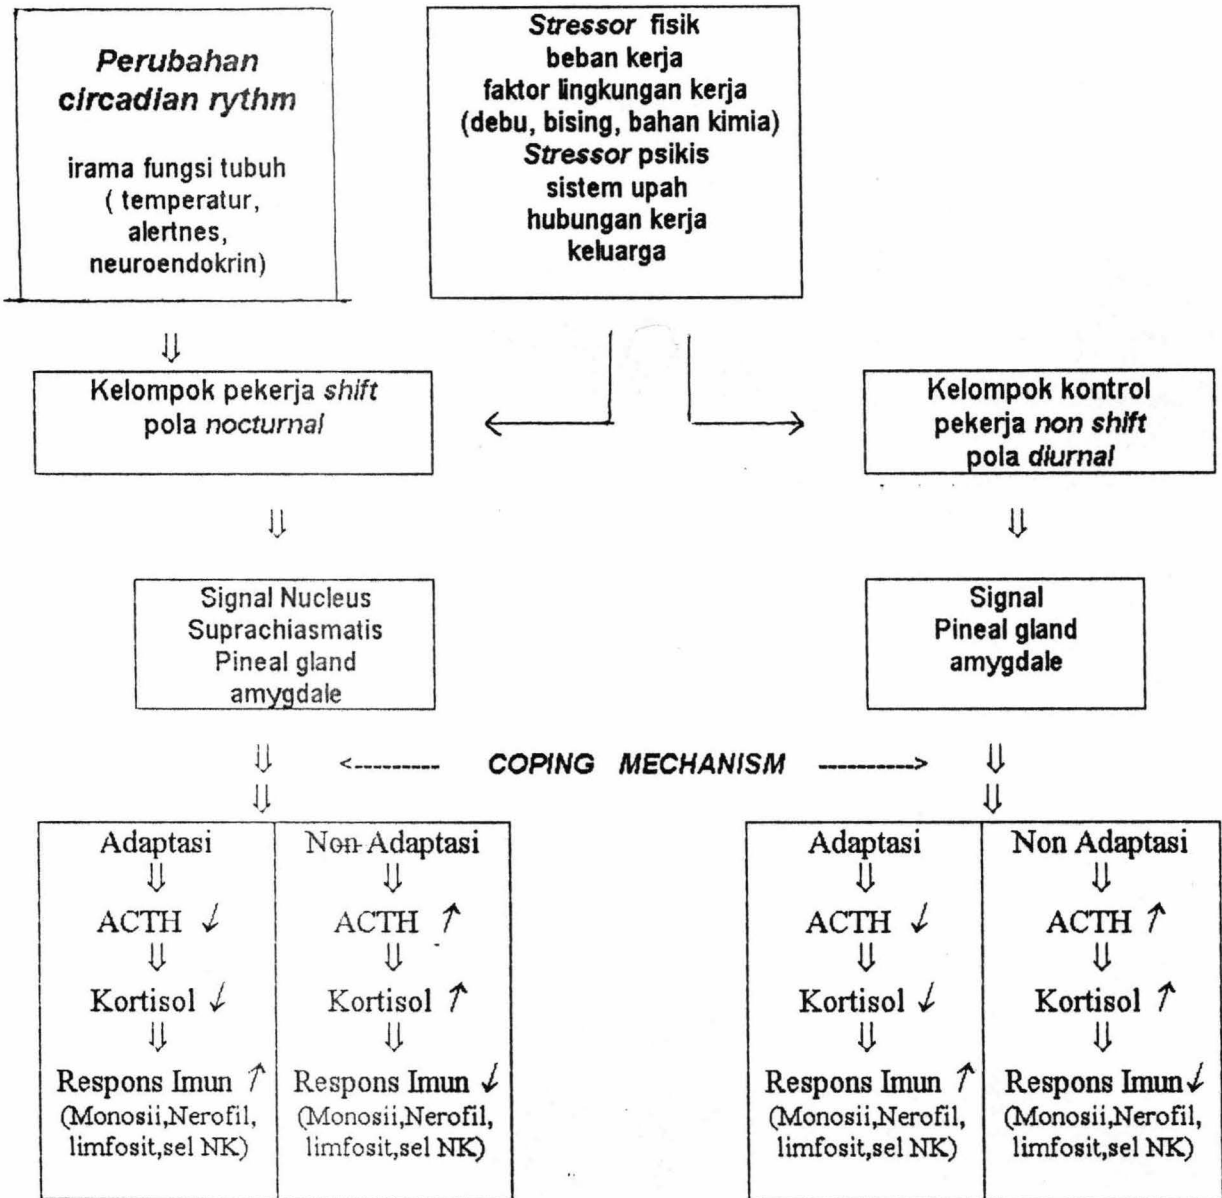 Perubahan
circadian rythm
irama fungsi tubuh
( temperatur,
alertnes,
neuroendokrin)
Stressor fisik
beban kerja
faktor lingkungan kerja
(debu, bising, bahan kimia)
Stressor psikis
sistem upah
hubungan kerja
keluarga
⇓
Kelompok pekerja shift
pola nocturnal
Kelompok kontrol
pekerja non shift
pola diurnal
⇓
⇓
Signal Nucleus
Suprachiasmatis
Pineal gland
amygdale
Signal
Pineal gland
amygdale
⇓ <--------- COPING MECHANISM ---------> ⇓
⇓ ⇓
Adaptasi
⇓
ACTH ↓
⇓
Kortisol ↓
⇓
Respons Imun ↑
(Monosii,Nerofil,
limfosit,sel NK)
Non Adaptasi
⇓
ACTH ↑
⇓
Kortisol ↑
⇓
Respons Imun ↓
(Monosii,Nerofil,
limfosit,sel NK)
Adaptasi
⇓
ACTH ↓
⇓
Kortisol ↓
⇓
Respons Imun ↑
(Monosii,Nerofil,
limfosit,sel NK)
Non Adaptasi
⇓
ACTH ↑
⇓
Kortisol ↑
⇓
Respons Imun ↓
(Monosii,Nerofil,
limfosit,sel NK)